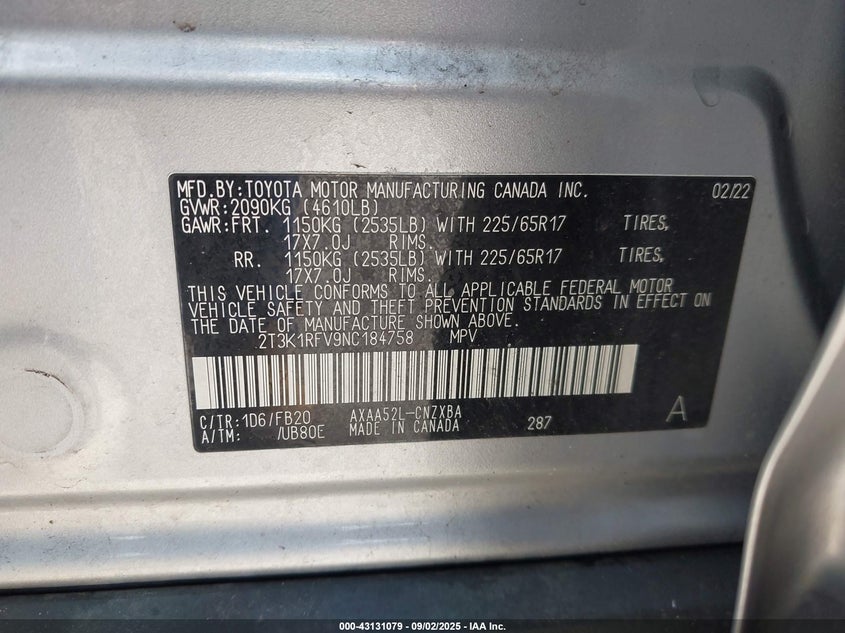 MFD.BY:TOYOTA MOTOR MANUFACTURING CANADA INC. 02/22
GVWR:2090KG (4610LB)
GAWR:FRT. 1150KG (2535LB) WITH 225/65R17 TIRES,
17X7.0J RIMS.
RR. 1150KG (2535LB) WITH 225/65R17 TIRES,
17X7.0J RIMS.
THIS VEHICLE CONFORMS TO ALL APPLICABLE FEDERAL MOTOR
VEHICLE SAFETY AND THEFT PREVENTION STANDARDS IN EFFECT ON
THE DATE OF MANUFACTURE SHOWN ABOVE.
2T3K1RFV9NC184758 MPV
C/TR:1D6/FB20 AXAA52L-CNZXBA
A/TM: /UB80E MADE IN CANADA 287 A
000-43131079 - 09/02/2025 - IAA Inc.